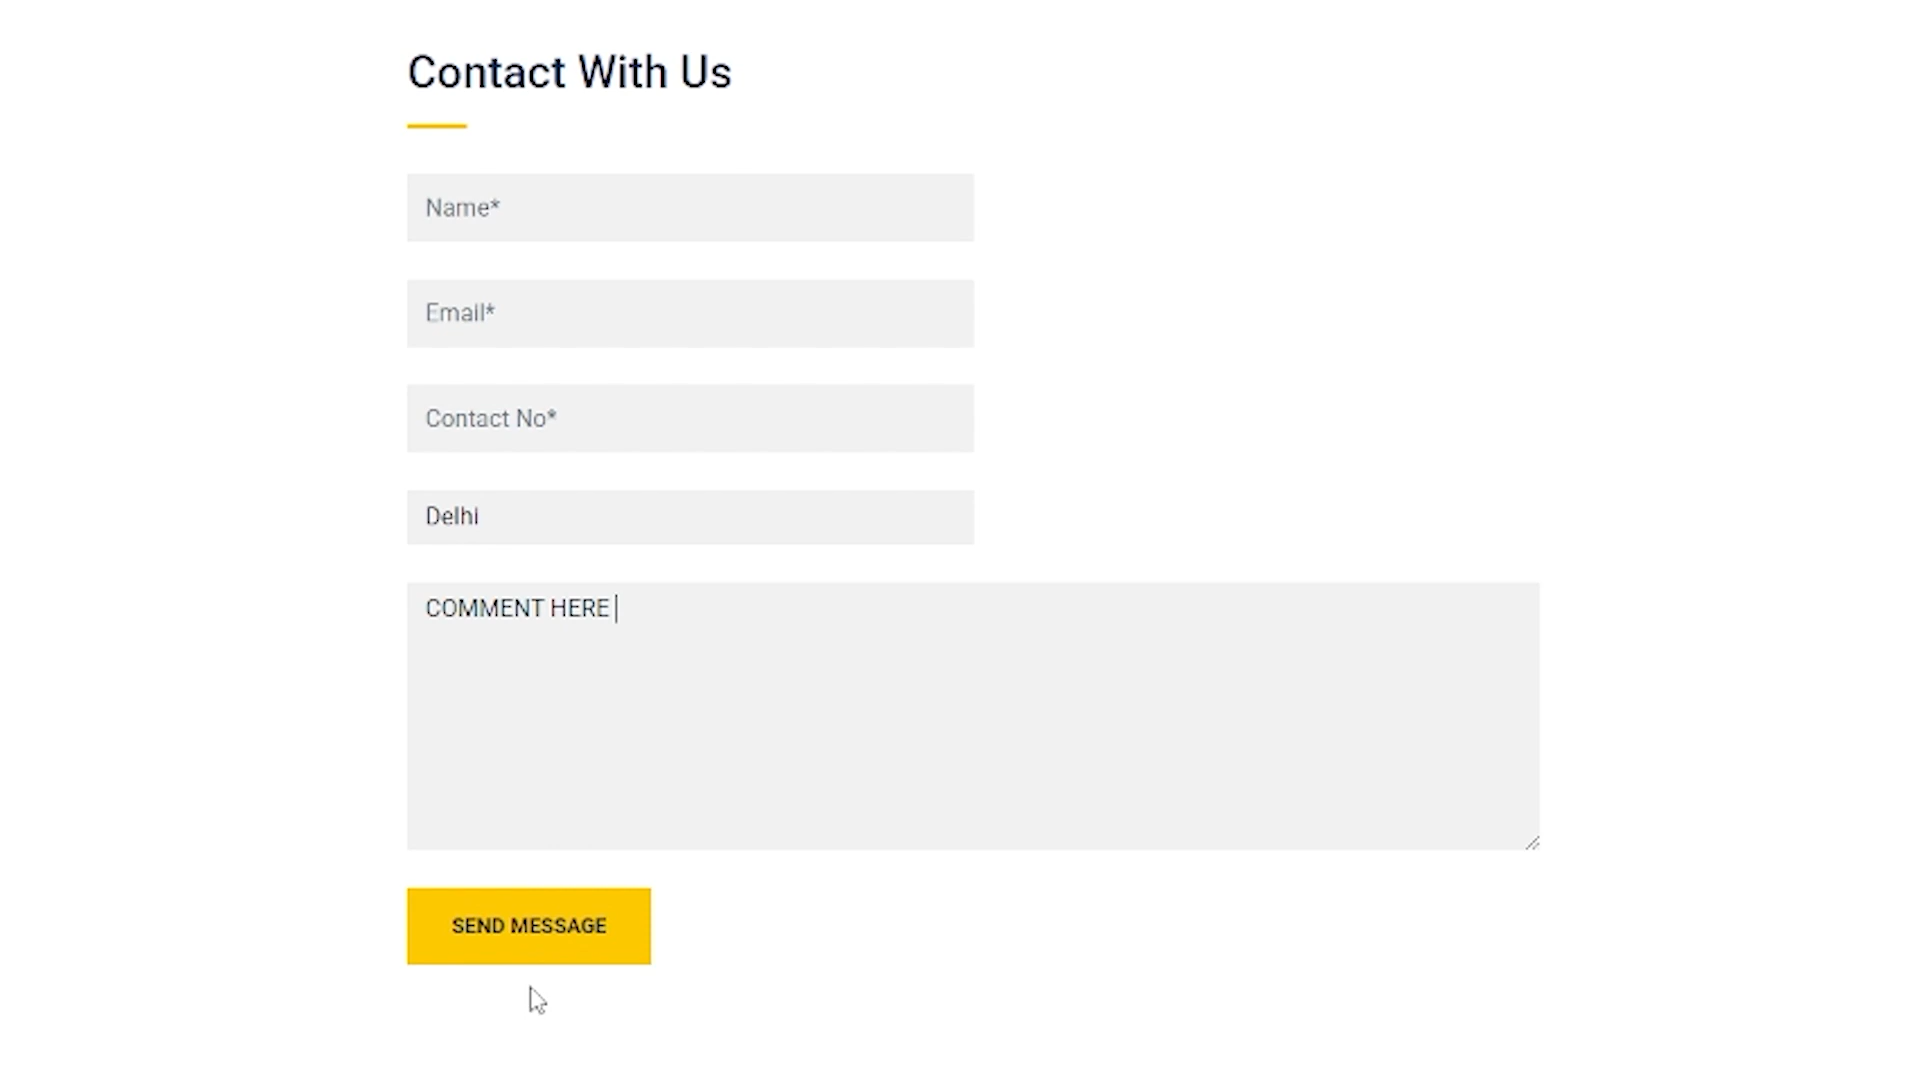 Contact With Us
Name*
Email*
Contact No*
Delhi
COMMENT HERE
SEND MESSAGE